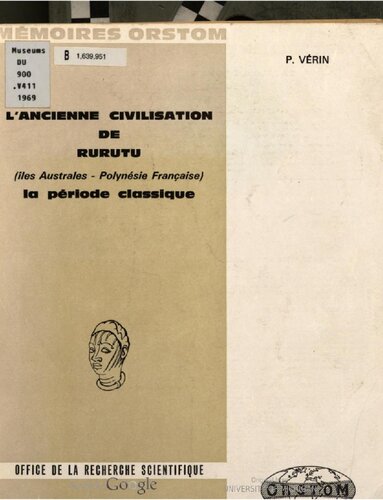 MÉMOIRES ORSTOM
Museums
DU
900
.V411
1969
B 1,639,951
P. VÉRIN
L'ANCIENNE CIVILISATION
DE
RURUTU
(îles Australes - Polynésie Française)
la période classique
OFFICE DE LA RECHERCHE SCIENTIFIQUE
Google